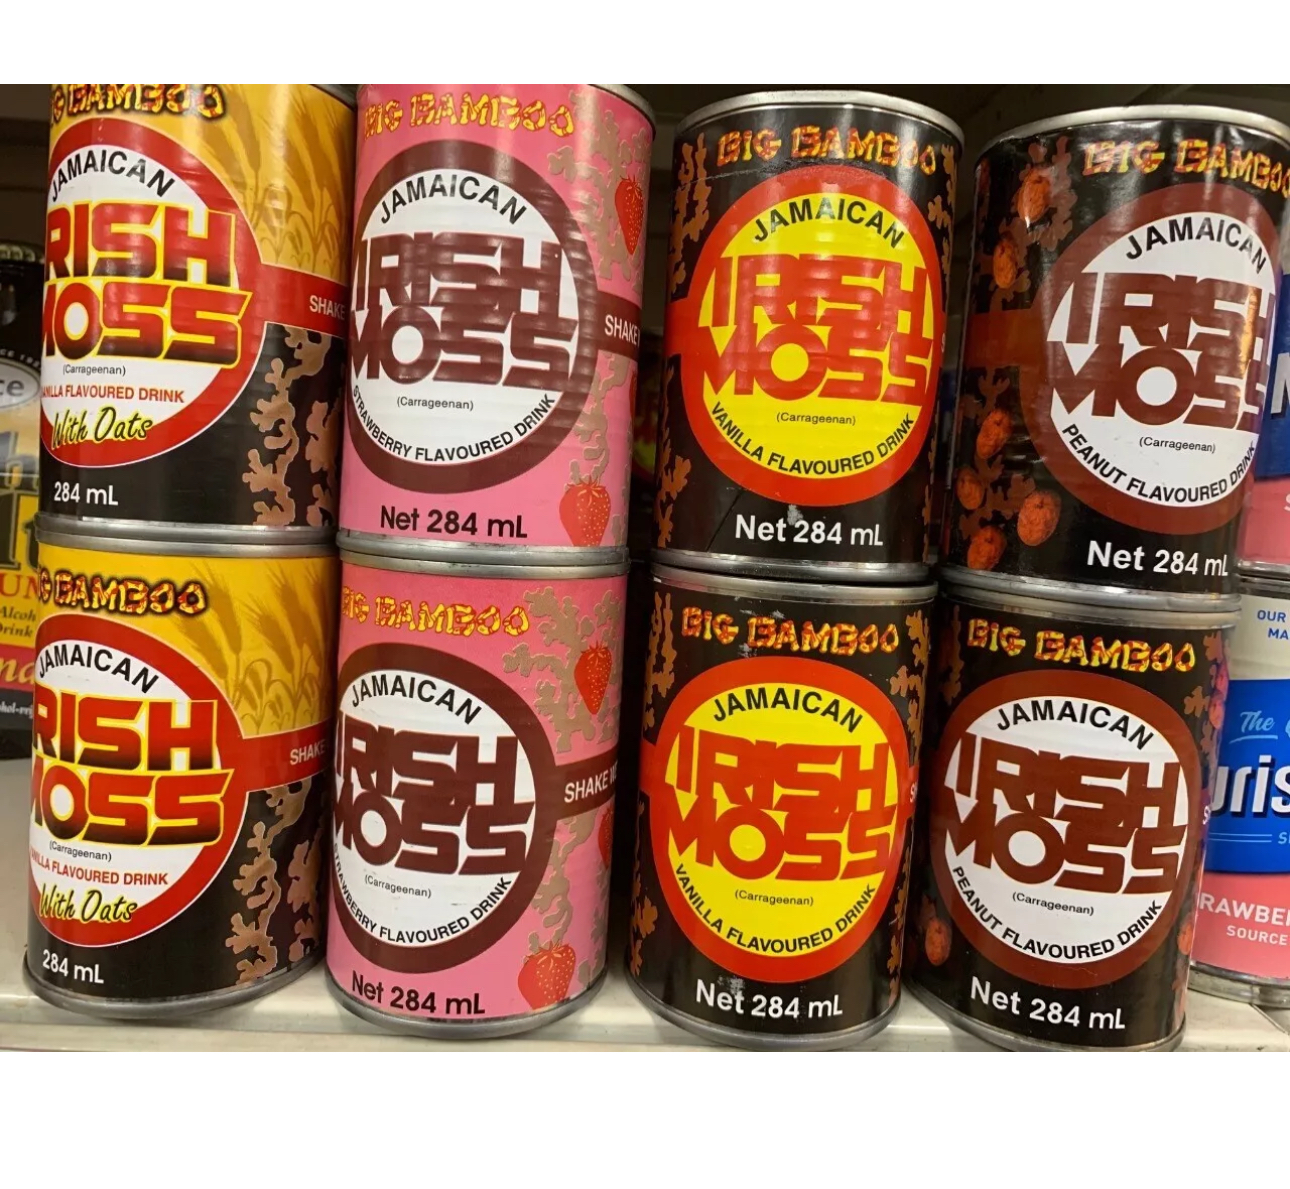 BIG BAMBOO
JAMAICAN
IRISH
MOSS
(Carrageenan)
VANILLA FLAVOURED DRINK
With Oats
284 mL
SHAKE
BIG BAMBOO
JAMAICAN
IRISH
MOSS
(Carrageenan)
STRAWBERRY FLAVOURED DRINK
Net 284 mL
SHAKE
BIG BAMBOO
JAMAICAN
IRISH
MOSS
(Carrageenan)
VANILLA FLAVOURED DRINK
Net 284 mL
BIG BAMBOO
JAMAICAN
IRISH
MOSS
(Carrageenan)
PEANUT FLAVOURED DRINK
Net 284 mL
BIG BAMBOO
JAMAICAN
IRISH
MOSS
(Carrageenan)
VANILLA FLAVOURED DRINK
With Oats
284 mL
SHAKE
BIG BAMBOO
JAMAICAN
IRISH
MOSS
(Carrageenan)
STRAWBERRY FLAVOURED DRINK
Net 284 mL
SHAKE
BIG BAMBOO
JAMAICAN
IRISH
MOSS
(Carrageenan)
VANILLA FLAVOURED DRINK
Net 284 mL
BIG BAMBOO
JAMAICAN
IRISH
MOSS
(Carrageenan)
PEANUT FLAVOURED DRINK
Net 284 mL
OUR
The
SOURCE